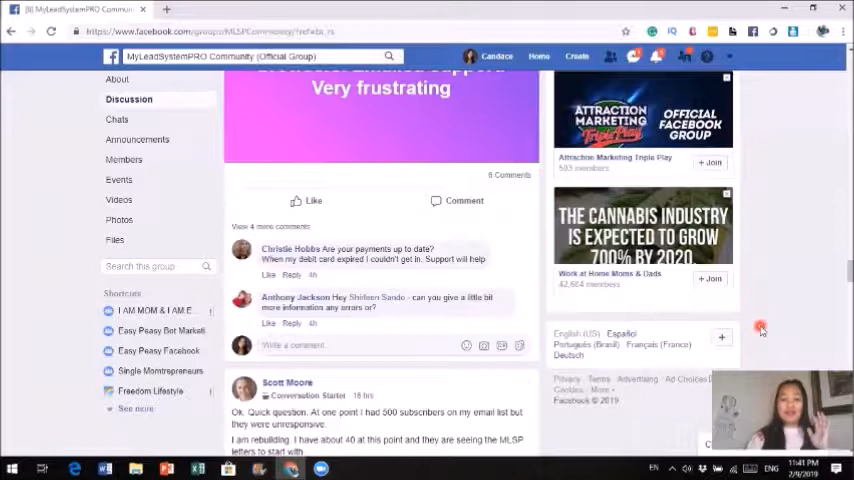 MyLeadSystemPRO Commun
https://www.facebook.com/groups/MLSPCommunity/?ref=br_rs
MyLeadSystemPRO Community (Official Group)
Candace
Home
Create
About
Discussion
Chats
Announcements
Members
Events
Videos
Photos
Files
Search this group
Shortcuts
I AM MOM & I AM E...
Easy Peasy Bot Marketi
Easy Peasy Facebook
Single Momtrepreneurs
Freedom Lifestyle
See more
Very frustrating
6 Comments
Like
Comment
View 4 more comments
Christie Hobbs Are your payments up to date?
When my debit card expired I couldn't get in. Support will help
Like Reply 4h
Anthony Jackson Hey Shirleen Sando - can you give a little bit
more information any errors or?
Like Reply 4h
Write a comment.
Scott Moore
Conversation Starter · 16 hrs
Ok. Quick question. At one point I had 500 subscribers on my email list but
they were unresponsive.
I am rebuilding. I have about 40 at this point and they are seeing the MLSP
letters to start with
ATTRACTION
MARKETING
Triple Play
OFFICIAL
FACEBOOK
GROUP
Attraction Marketing Triple Play
593 members
+ Join
THE CANNABIS INDUSTRY
IS EXPECTED TO GROW
700% BY 2020.
Work at Home Moms & Dads
42,684 members
+ Join
English (US) Español
Português (Brasil) Français (France)
Deutsch
Privacy Terms Advertising Ad Choices
Cookies More
Facebook © 2019
EN
ENG
11:41 PM
2/9/2019